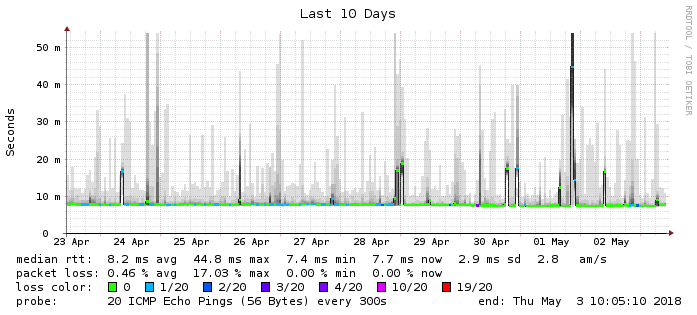 Last 10 Days
RRDTOOL / TOBI OETIKER
Seconds
50 m
40 m
30 m
20 m
10 m
0
23 Apr 24 Apr 25 Apr 26 Apr 27 Apr 28 Apr 29 Apr 30 Apr 01 May 02 May
median rtt: 8.2 ms avg 44.8 ms max 7.4 ms min 7.7 ms now 2.9 ms sd 2.8 am/s
packet loss: 0.46 % avg 17.03 % max 0.00 % min 0.00 % now
loss color: 0 1/20 2/20 3/20 4/20 10/20 19/20
probe: 20 ICMP Echo Pings (56 Bytes) every 300s end: Thu May 3 10:05:10 2018